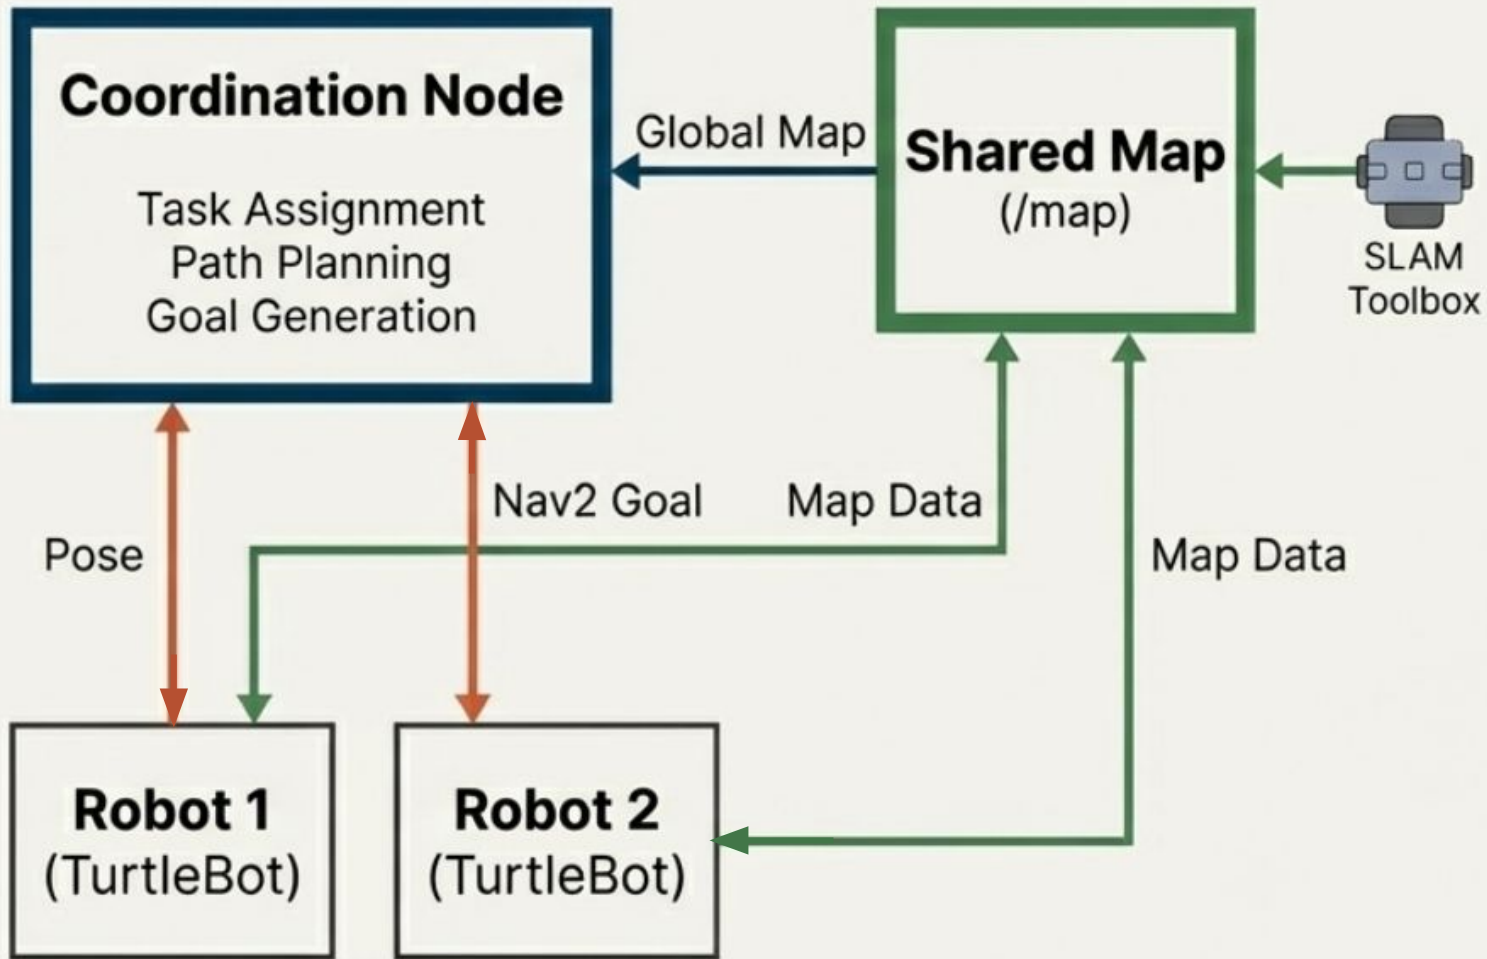 Coordination Node
Task Assignment
Path Planning
Goal Generation
Global Map
Shared Map
(/map)
SLAM
Toolbox
Pose
Nav2 Goal
Map Data
Map Data
Robot 1
(TurtleBot)
Robot 2
(TurtleBot)